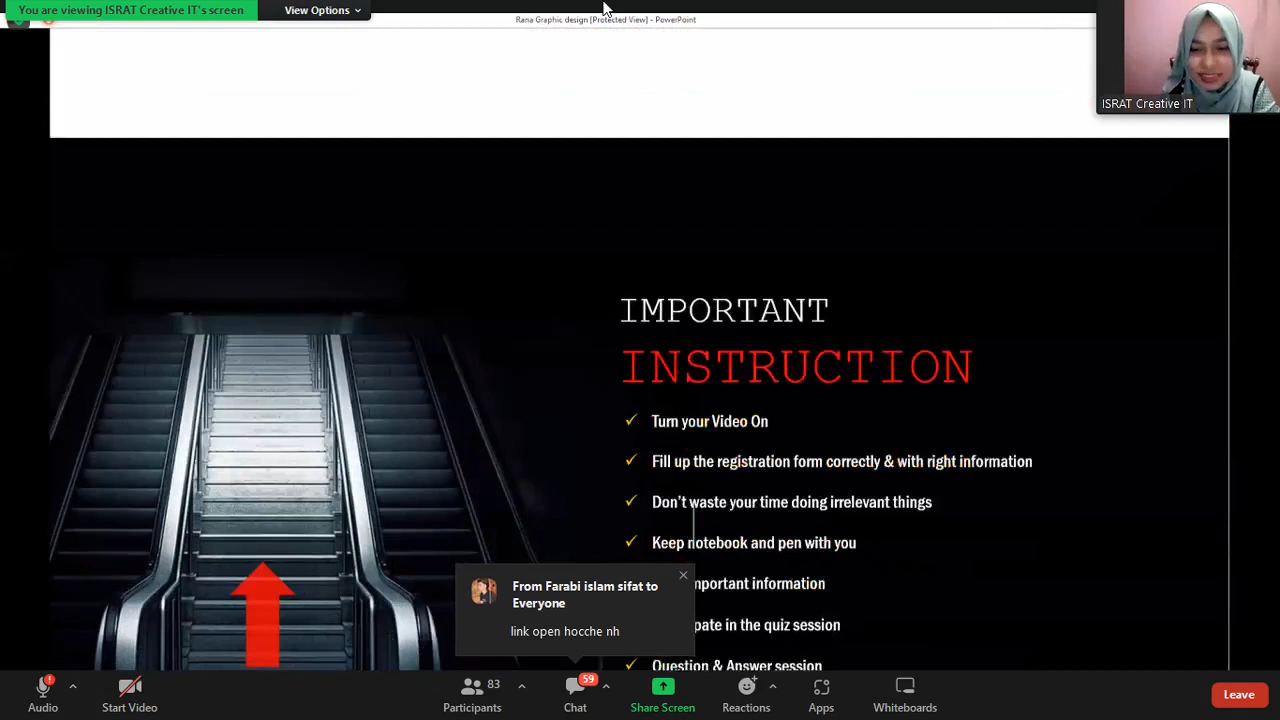 You are viewing ISRAT Creative IT's screen
View Options
Rana Graphic design [Protected View] - PowerPoint
ISRAT Creative IT
IMPORTANT
INSTRUCTION
Turn your Video On
Fill up the registration form correctly & with right information
Don't waste your time doing irrelevant things
Keep notebook and pen with you
important information
pate in the quiz session
Question & Answer session
From Farabi islam sifat to
Everyone
link open hocche nh
Audio
Start Video
83
Participants
59
Chat
Share Screen
Reactions
Apps
Whiteboards
Leave